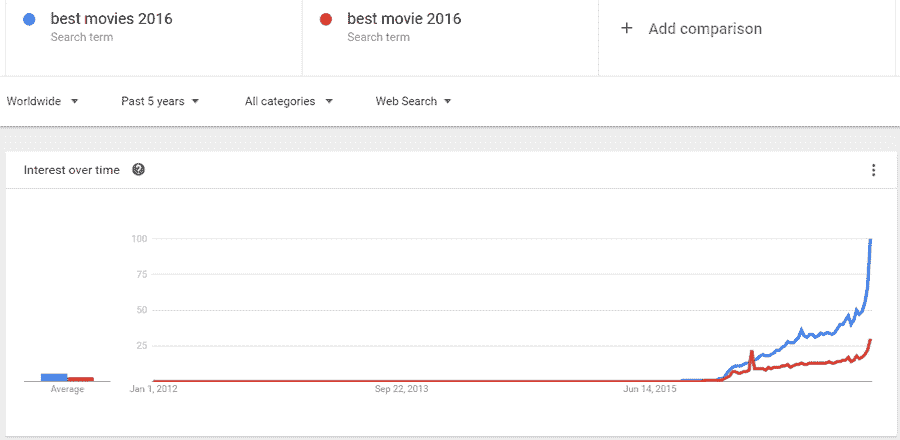 best movies 2016
Search term
best movie 2016
Search term
+ Add comparison
Worldwide Past 5 years All categories Web Search
Interest over time ?
100
75
50
25
Average
Jan 1, 2012 Sep 22, 2013 Jun 14, 2015